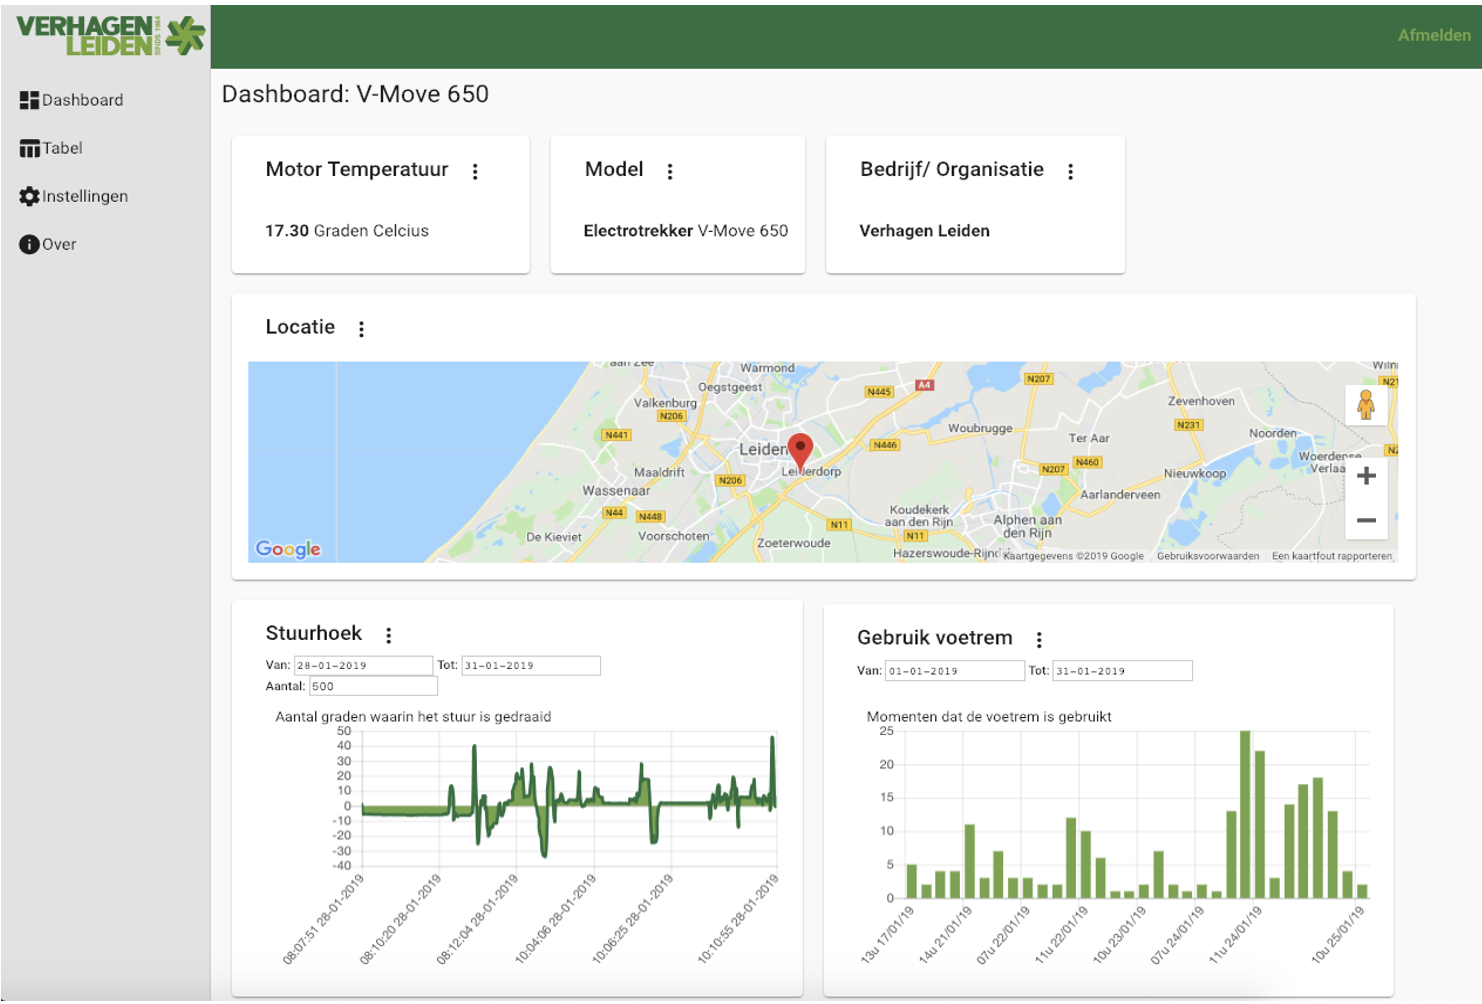 VERHAGEN
LEIDEN
SINDS 1964
Afmelden
Dashboard
Tabel
Instellingen
Over
Dashboard: V-Move 650
Motor Temperatuur
17.30 Graden Celcius
Model
Electrotrekker V-Move 650
Bedrijf/ Organisatie
Verhagen Leiden
Locatie
aan Zee
Warmond
Oegstgeest
Valkenburg
N206
N441
N445
A4
N207
Zevenhoven
N231
Noorden
Woubrugge
Ter Aar
N446
Leiden
Leiderdorp
Maaldrift
N206
Wassenaar
N207
N460
Nieuwkoop
Aarlanderveen
N44
N448
N11
Koudekerk
aan den Rijn
Alphen aan
den Rijn
De Kieviet
Voorschoten
Zoeterwoude
N11
Google
Kaartgegevens ©2019 Google
Gebruiksvoorwaarden
Een kaartfout rapporteren
Stuurhoek
Van: 28-01-2019 Tot: 31-01-2019
Aantal: 500
Aantal graden waarin het stuur is gedraaid
50
40
30
20
10
0
-10
-20
-30
-40
08:07:51 28-01-2019
08:10:20 28-01-2019
08:12:04 28-01-2019
10:04:06 28-01-2019
10:06:25 28-01-2019
10:10:55 28-01-2019
Gebruik voetrem
Van: 01-01-2019 Tot: 31-01-2019
Momenten dat de voetrem is gebruikt
25
20
15
10
5
0
13u 17/01/19
14u 21/01/19
07u 22/01/19
11u 22/01/19
10u 23/01/19
07u 24/01/19
11u 24/01/19
10u 25/01/19